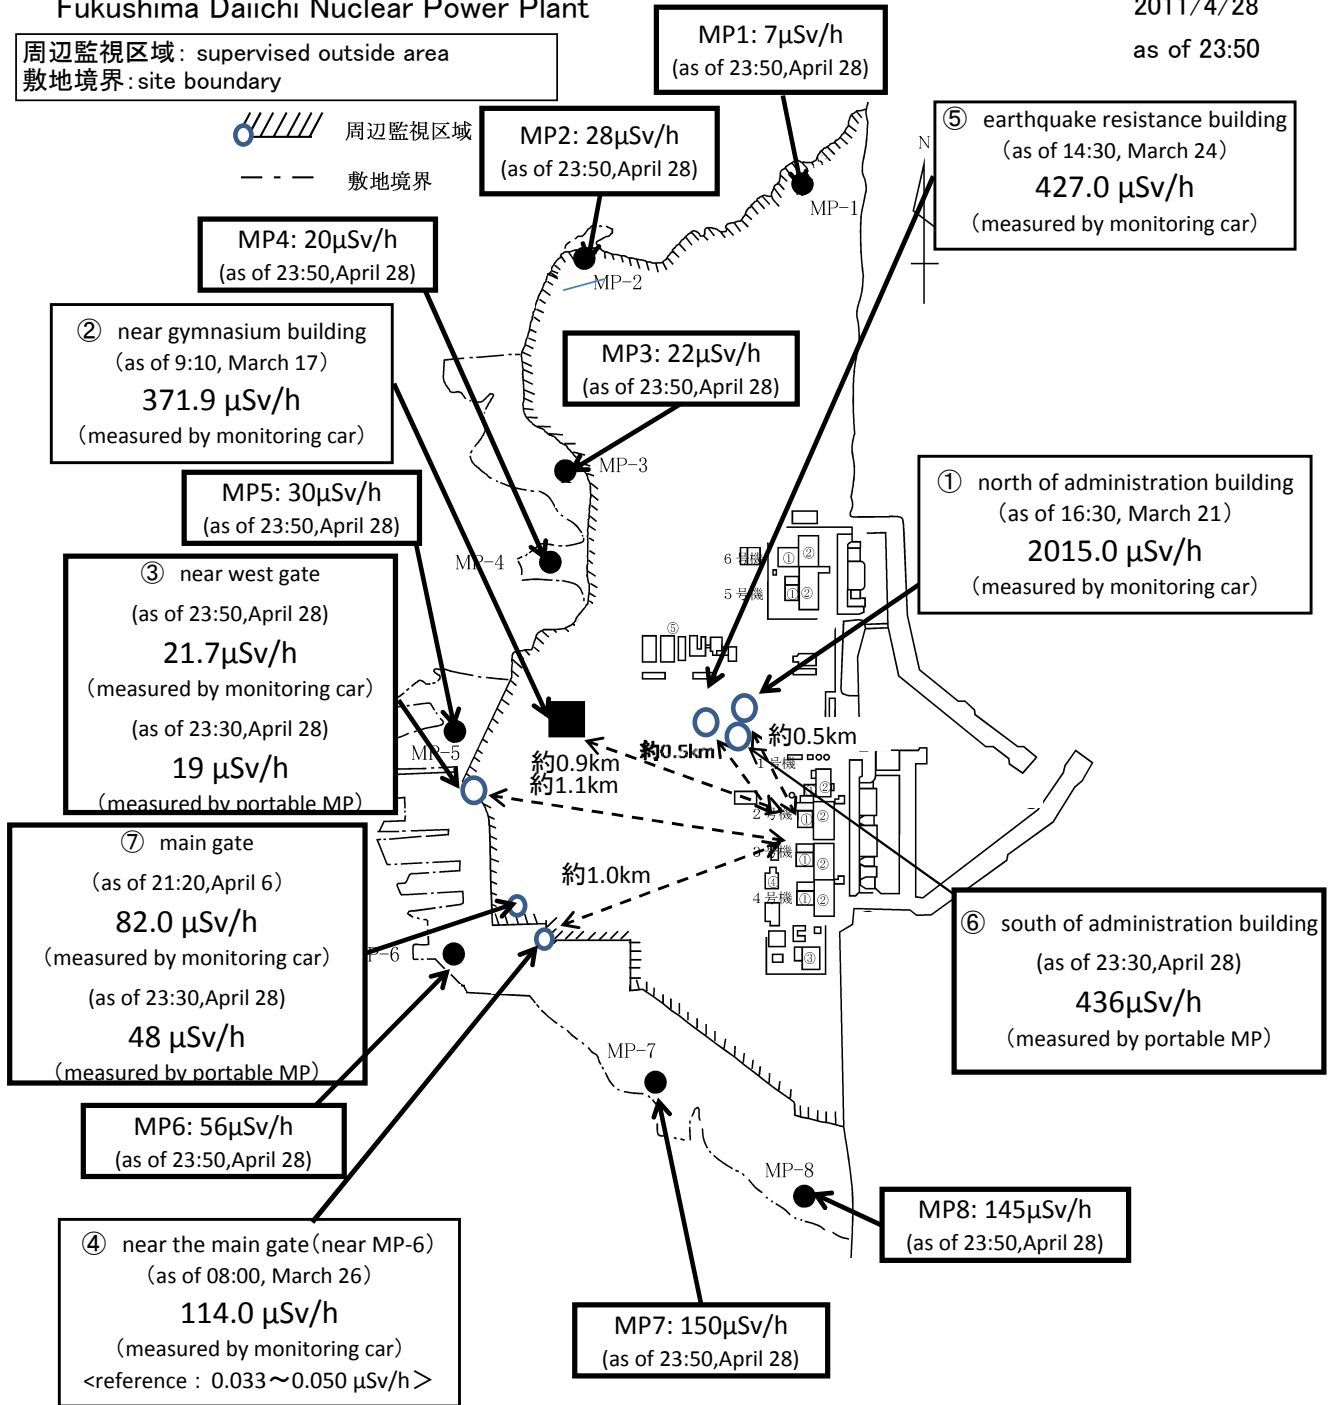 Fukushima Daiichi Nuclear Power Plant
2011/4/28
as of 23:50
周辺監視区域: supervised outside area
敷地境界:site boundary
周辺監視区域
敷地境界
MP1: 7μSv/h
(as of 23:50,April 28)
MP2: 28μSv/h
(as of 23:50,April 28)
⑤ earthquake resistance building
(as of 14:30, March 24)
427.0 μSv/h
(measured by monitoring car)
N
MP-1
MP4: 20μSv/h
(as of 23:50,April 28)
MP-2
② near gymnasium building
(as of 9:10, March 17)
371.9 μSv/h
(measured by monitoring car)
MP3: 22μSv/h
(as of 23:50,April 28)
MP-3
MP5: 30μSv/h
(as of 23:50,April 28)
① north of administration building
(as of 16:30, March 21)
2015.0 μSv/h
(measured by monitoring car)
MP-4
6号機
① ②
5号機
① ②
③ near west gate
(as of 23:50,April 28)
21.7μSv/h
(measured by monitoring car)
(as of 23:30,April 28)
19 μSv/h
(measured by portable MP)
⑤
MP-5
約0.9km
約1.1km
約0.5km
約0.5km
1号機
②
2号機
① ②
3号機
① ②
④
4号機
① ②
③
約1.0km
⑦ main gate
(as of 21:20,April 6)
82.0 μSv/h
(measured by monitoring car)
(as of 23:30,April 28)
48 μSv/h
(measured by portable MP)
P-6
⑥ south of administration building
(as of 23:30,April 28)
436μSv/h
(measured by portable MP)
MP-7
MP6: 56μSv/h
(as of 23:50,April 28)
MP-8
MP8: 145μSv/h
(as of 23:50,April 28)
④ near the main gate(near MP-6)
(as of 08:00, March 26)
114.0 μSv/h
(measured by monitoring car)
<reference : 0.033～0.050 μSv/h>
MP7: 150μSv/h
(as of 23:50,April 28)